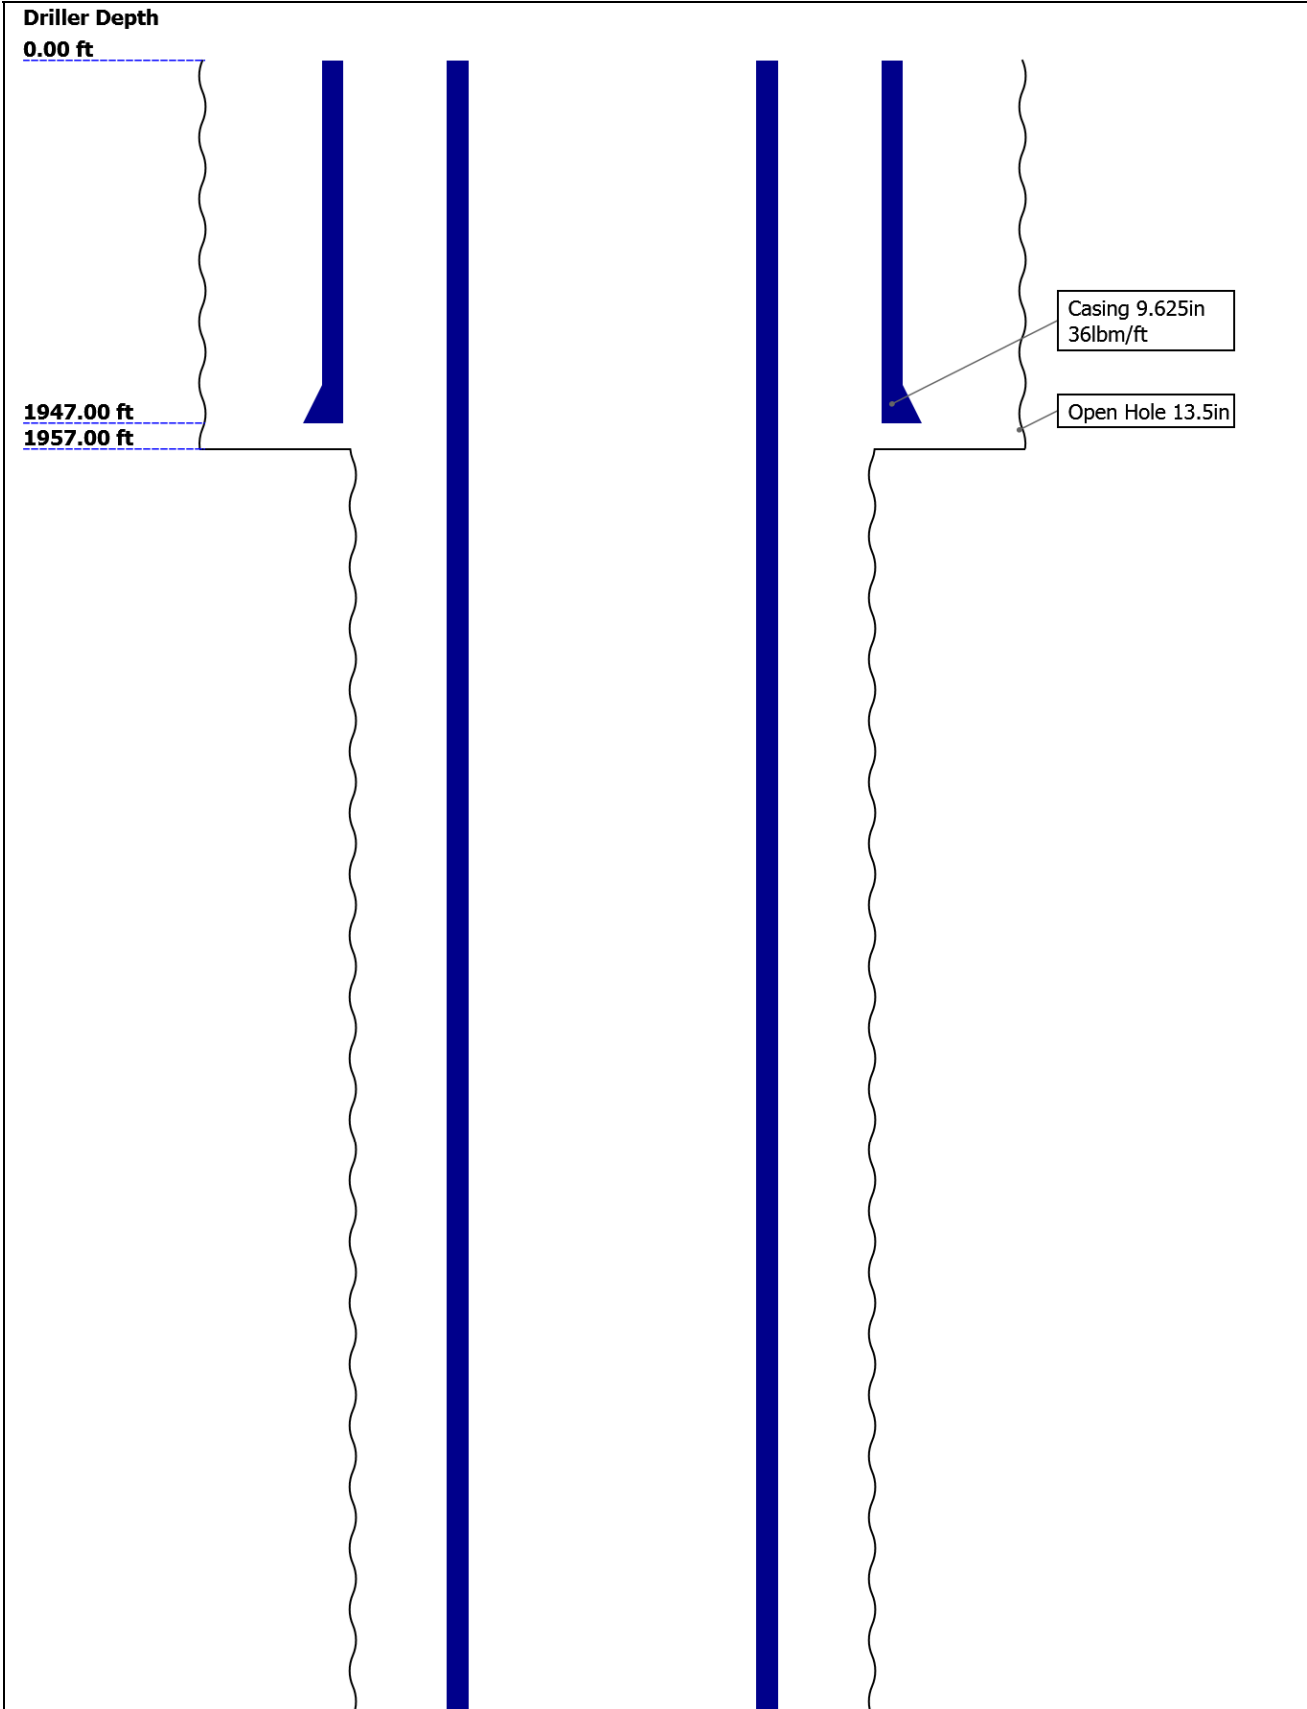 Driller Depth
0.00 ft
Casing 9.625in
36lbm/ft
1947.00 ft
Open Hole 13.5in
1957.00 ft